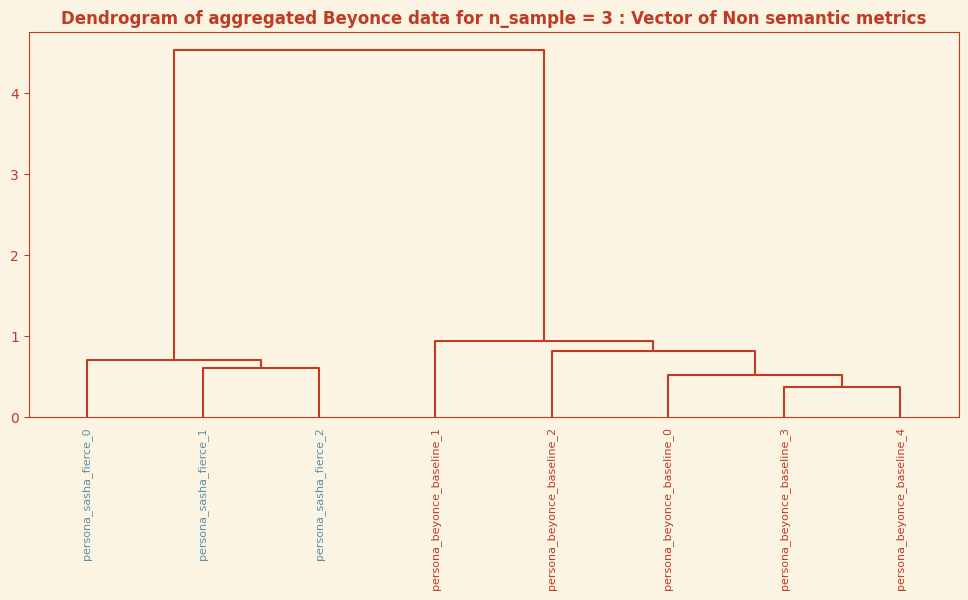 Dendrogram of aggregated Beyonce data for n_sample = 3 : Vector of Non semantic metrics
4
3
2
1
0
persona_sasha_fierce_0
persona_sasha_fierce_1
persona_sasha_fierce_2
persona_beyonce_baseline_1
persona_beyonce_baseline_2
persona_beyonce_baseline_0
persona_beyonce_baseline_3
persona_beyonce_baseline_4